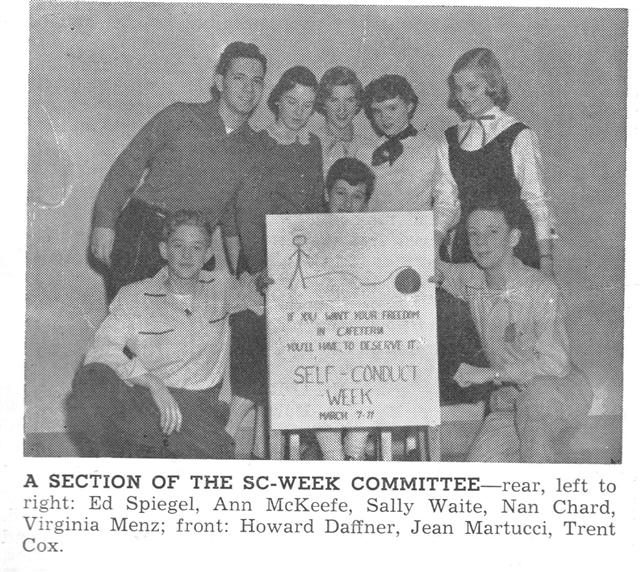 IF YOU WANT YOUR FREEDOM
IN CAFETERIA
YOU'LL HAVE TO DESERVE IT.
SELF-CONDUCT
WEEK
MARCH 7-11
A SECTION OF THE SC-WEEK COMMITTEE—rear, left to
right: Ed Spiegel, Ann McKeefe, Sally Waite, Nan Chard,
Virginia Menz; front: Howard Daffner, Jean Martucci, Trent
Cox.